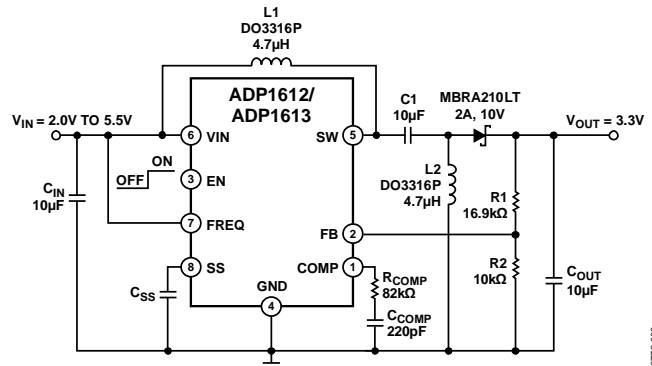 L1
DO3316P
4.7µH
ADP1612/
ADP1613
VIN = 2.0V TO 5.5V
6
VIN
SW
5
C1
10µF
MBRA210LT
2A, 10V
VOUT = 3.3V
ON
OFF
3
EN
CIN
10µF
7
FREQ
L2
DO3316P
4.7µH
R1
16.9kΩ
FB
2
8
SS
COMP
1
R2
10kΩ
COUT
10µF
CSS
GND
4
RCOMP
82kΩ
CCOMP
220pF